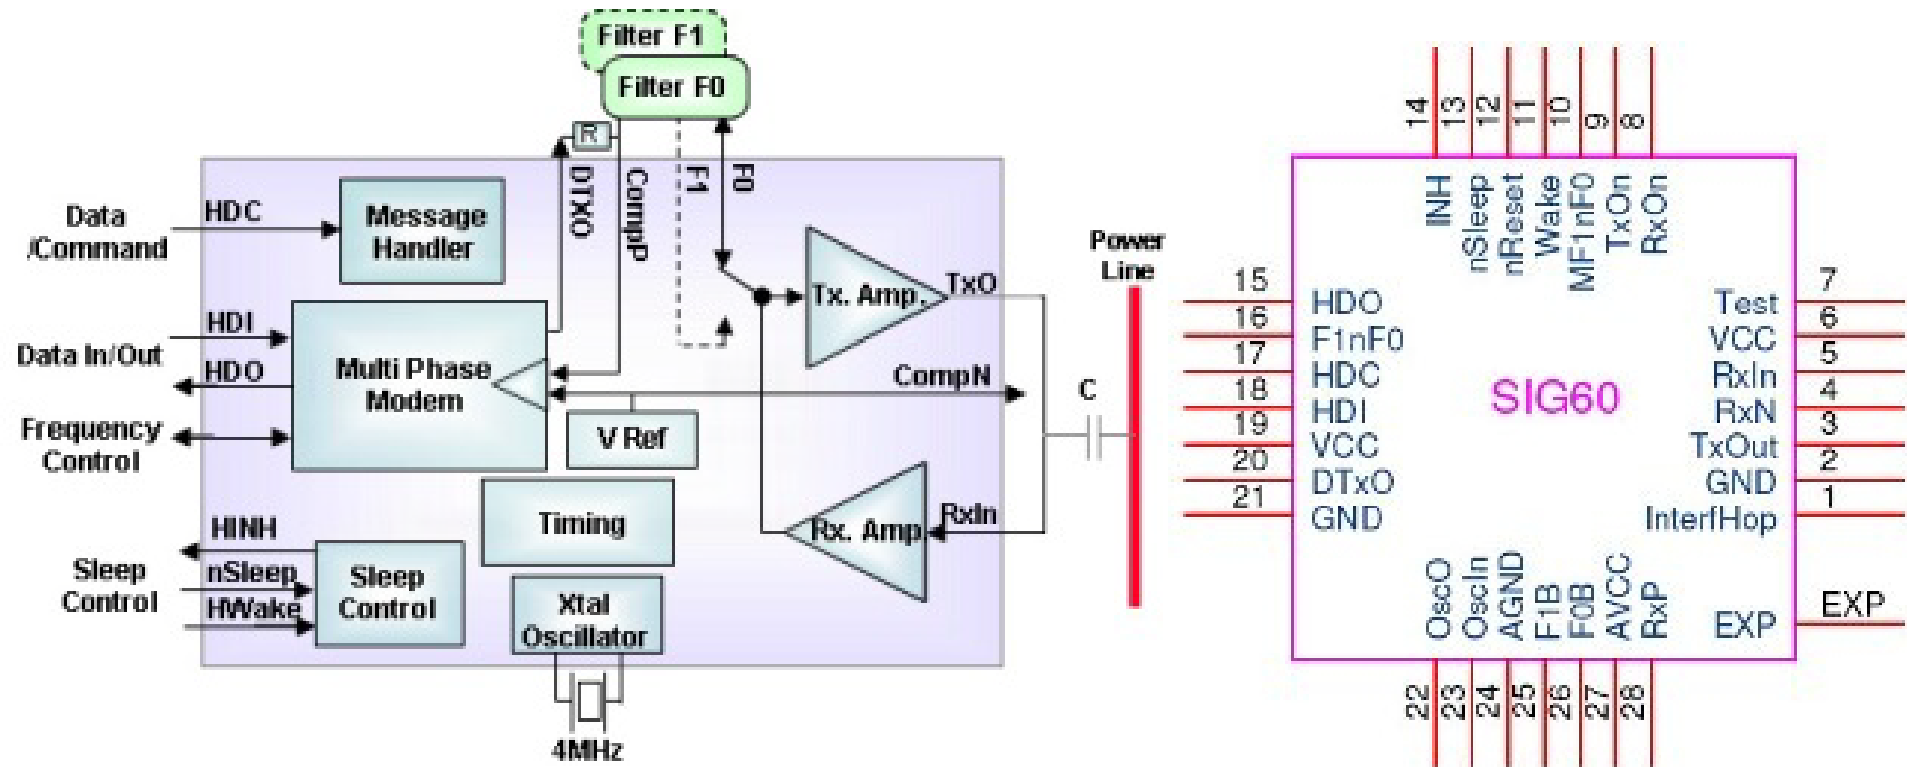 Filter F1
Filter F0
R
DTXO
CompP
F1
F0
Data
/Command
HDC
Message
Handler
HDI
Data In/Out
HDO
Multi Phase
Modem
Frequency
Control
V Ref
Timing
HINH
nSleep
HWake
Sleep
Control
Sleep
Control
Xtal
Oscillator
4MHz
Tx. Amp.
TxO
CompN
Rx. Amp.
RxIn
C
Power
Line
14
13
12
11
10
9
8
INH
nSleep
nReset
Wake
MF1nF0
TxOn
RxOn
15 HDO
16 F1nF0
17 HDC
18 HDI
19 VCC
20 DTxO
21 GND
SIG60
Test 7
VCC 6
RxIn 5
RxN 4
TxOut 3
GND 2
InterfHop 1
EXP EXP
OscO
OscIn
AGND
F1B
F0B
AVCC
RxP
22
23
24
25
26
27
28